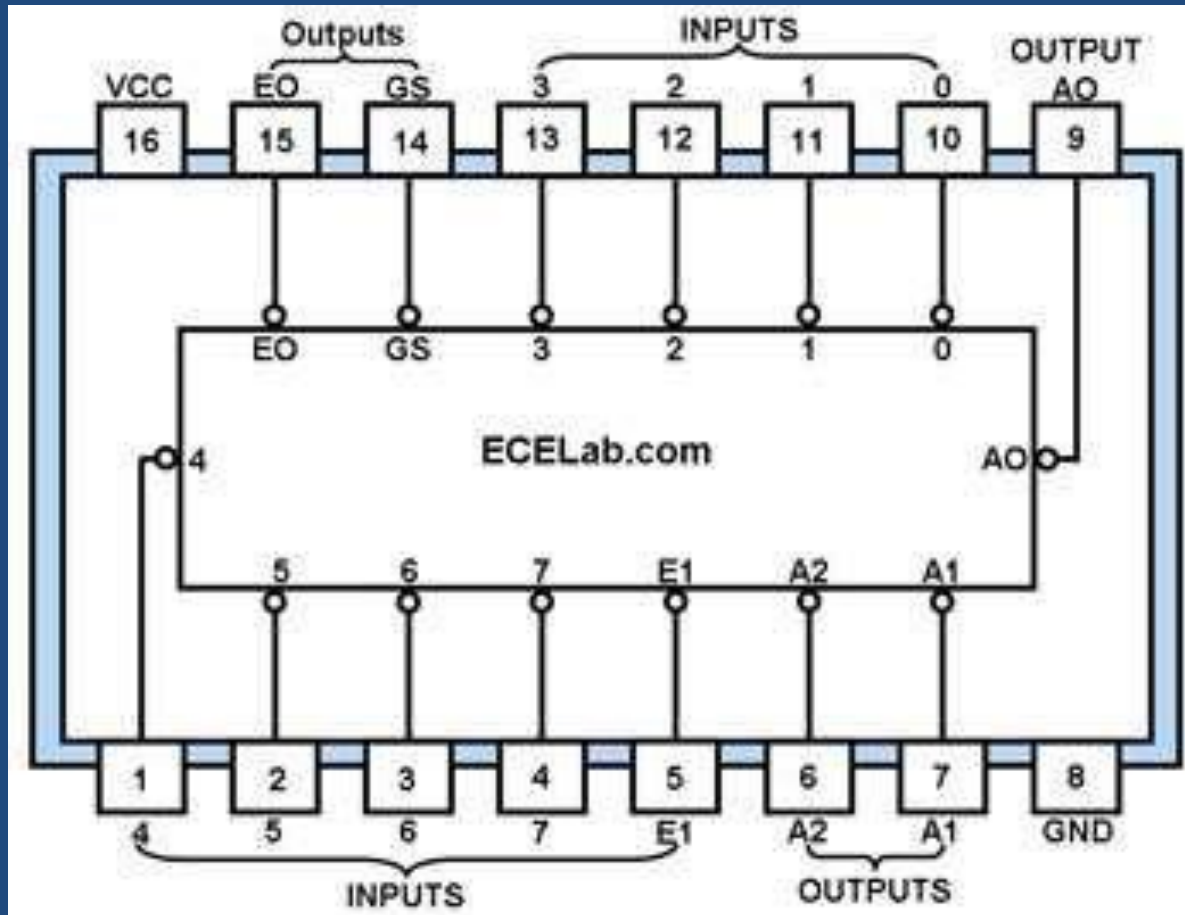 Outputs INPUTS OUTPUT
VCC EO GS 3 2 1 0 AO
16 15 14 13 12 11 10 9
EO GS 3 2 1 0
4 ECELab.com AO
5 6 7 E1 A2 A1
1 2 3 4 5 6 7 8
4 5 6 7 E1 A2 A1 GND
INPUTS OUTPUTS